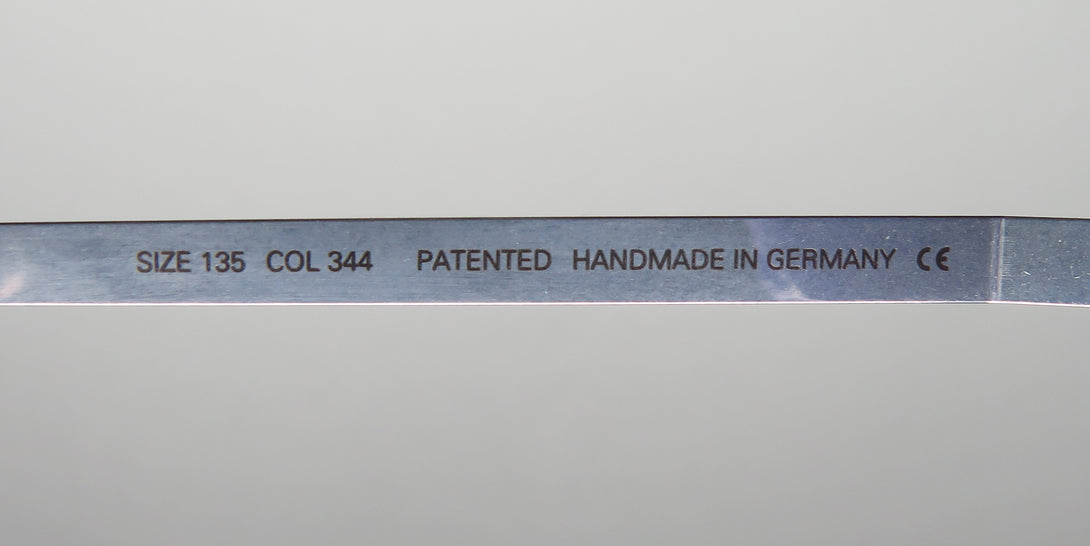 SIZE 135 COL 344 PATENTED HANDMADE IN GERMANY CE